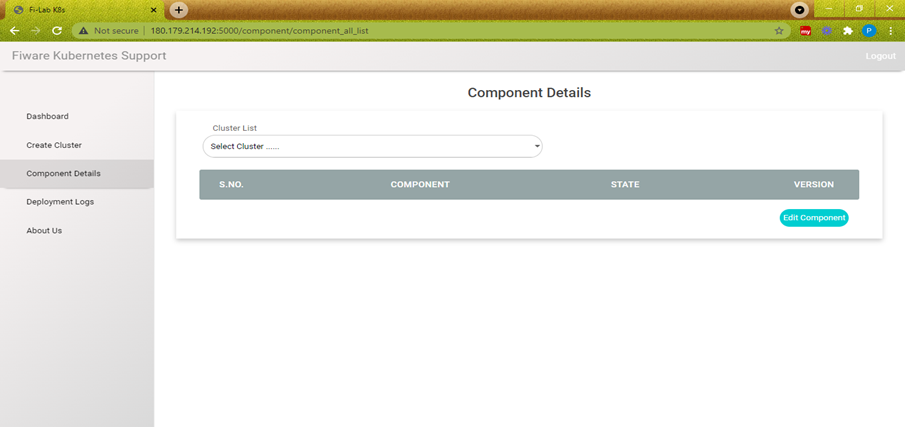 Fi-Lab K8s
Not secure | 180.179.214.192:5000/component/component_all_list
my
P
Fiware Kubernetes Support
Logout
Component Details
Dashboard
Cluster List
Create Cluster
Select Cluster ......
Component Details
S.NO. COMPONENT STATE VERSION
Deployment Logs
Edit Component
About Us